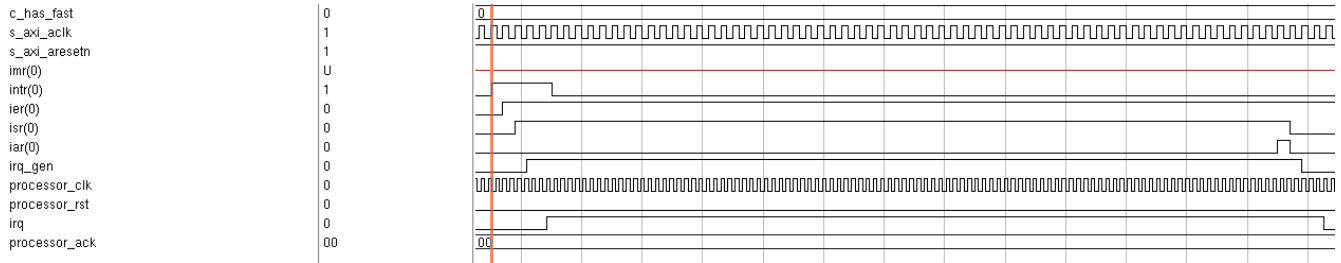 c_has_fast 0 0
s_axi_aclk 1
s_axi_aresetn 1
imr(0) U
intr(0) 1
ier(0) 0
isr(0) 0
iar(0) 0
irq_gen 0
processor_clk 0
processor_rst 0
irq 0
processor_ack 00 00